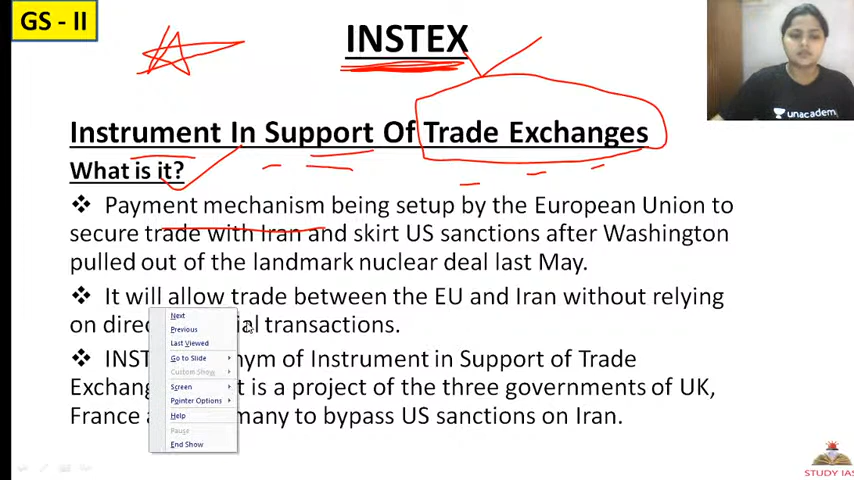 GS - II
INSTEX
unacadem
Instrument In Support Of Trade Exchanges
What is it?
❖ Payment mechanism being setup by the European Union to
secure trade with Iran and skirt US sanctions after Washington
pulled out of the landmark nuclear deal last May.
❖ It will allow trade between the EU and Iran without relying
on direc ial transactions.
❖ INST nym of Instrument in Support of Trade
Exchang t is a project of the three governments of UK,
France a many to bypass US sanctions on Iran.
Next
Previous
Last Viewed
Go to Slide
Custom Show
Screen
Pointer Options
Help
Pause
End Show
STUDY IAS